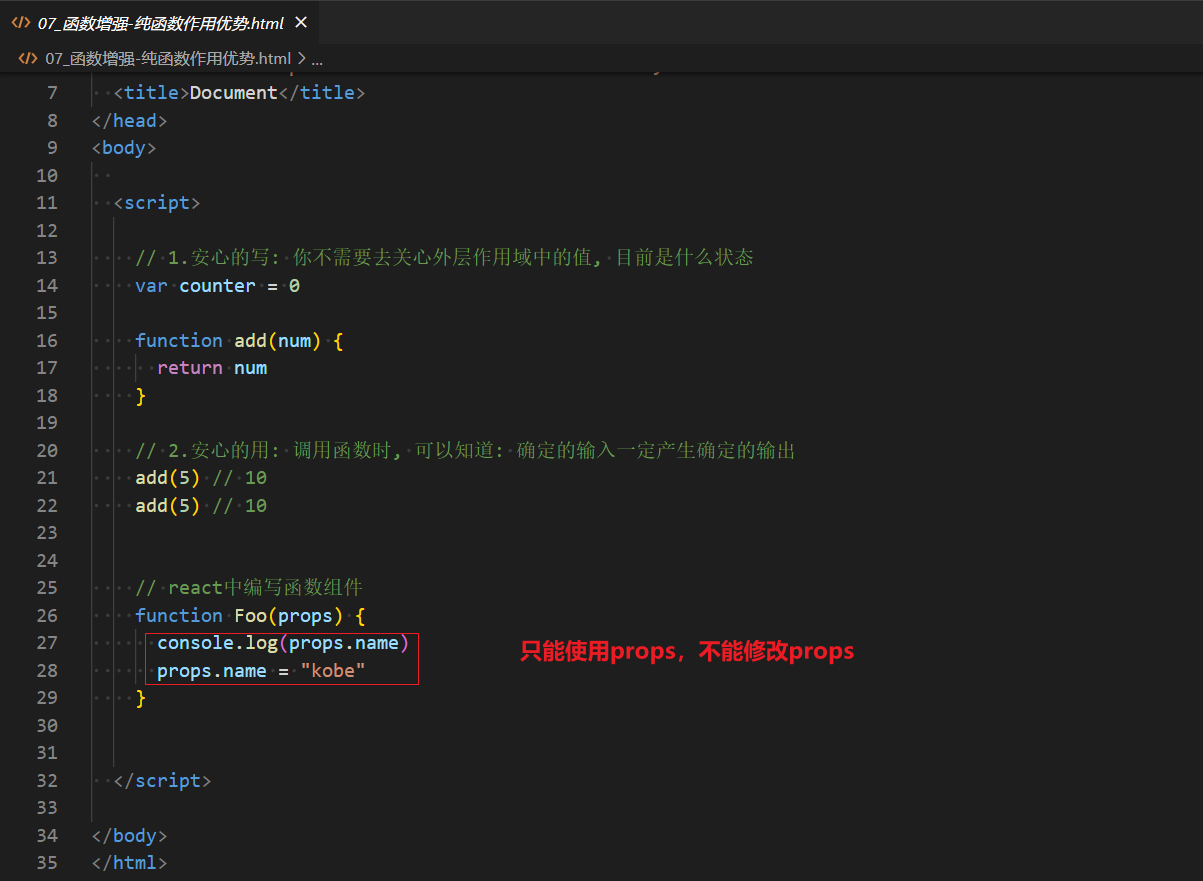 07_函数增强-纯函数作用优势.html
07_函数增强-纯函数作用优势.html > ...
7 <title>Document</title>
8 </head>
9 <body>
10
11 <script>
12
13 // 1.安心的写: 你不需要去关心外层作用域中的值, 目前是什么状态
14 var counter = 0
15
16 function add(num) {
17 return num
18 }
19
20 // 2.安心的用: 调用函数时, 可以知道: 确定的输入一定产生确定的输出
21 add(5) // 10
22 add(5) // 10
23
24
25 // react中编写函数组件
26 function Foo(props) {
27 console.log(props.name)
只能使用props，不能修改props
28 props.name = "kobe"
29 }
30
31
32 </script>
33
34 </body>
35 </html>